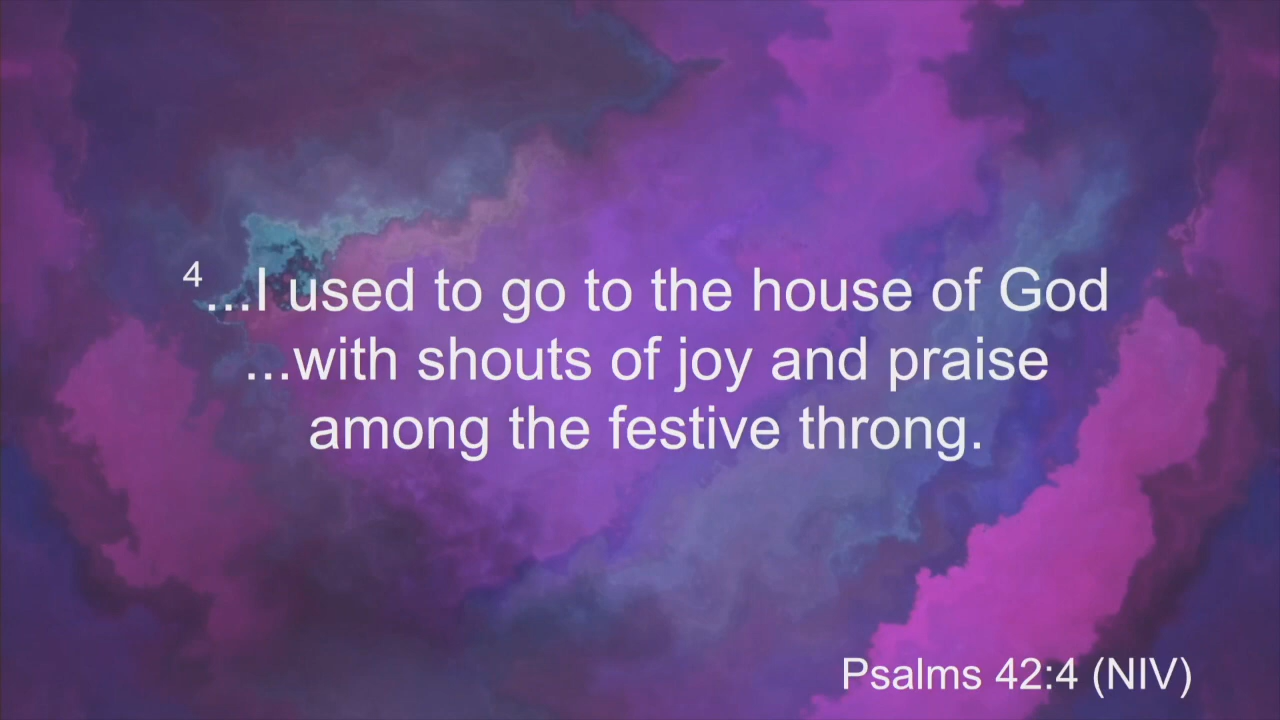 4...I used to go to the house of God
...with shouts of joy and praise
among the festive throng.
Psalms 42:4 (NIV)